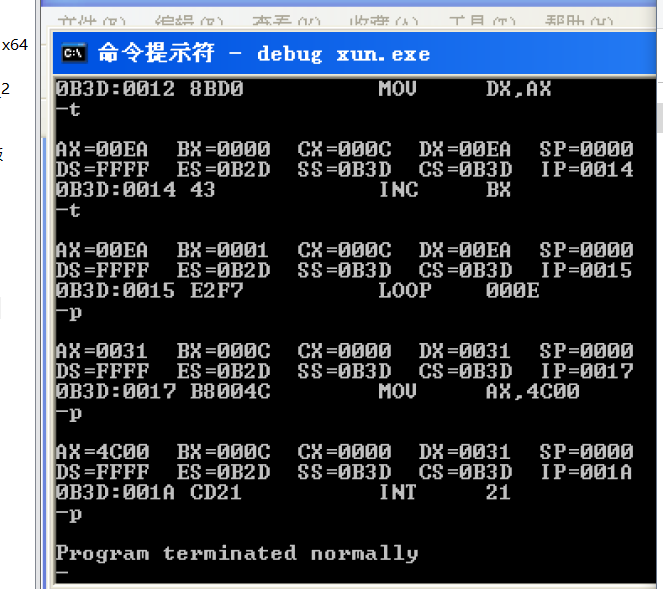 文件(F) 编辑(E) 查看(V) 收藏(A) 工具(T) 帮助(H)
x64
2
命令提示符 - debug xun.exe
0B3D:0012 8BD0 MOV DX,AX
-t
AX=00EA BX=0000 CX=000C DX=00EA SP=0000
DS=FFFF ES=0B2D SS=0B3D CS=0B3D IP=0014
0B3D:0014 43 INC BX
-t
AX=00EA BX=0001 CX=000C DX=00EA SP=0000
DS=FFFF ES=0B2D SS=0B3D CS=0B3D IP=0015
0B3D:0015 E2F7 LOOP 000E
-p
AX=0031 BX=000C CX=0000 DX=0031 SP=0000
DS=FFFF ES=0B2D SS=0B3D CS=0B3D IP=0017
0B3D:0017 B8004C MOV AX,4C00
-p
AX=4C00 BX=000C CX=0000 DX=0031 SP=0000
DS=FFFF ES=0B2D SS=0B3D CS=0B3D IP=001A
0B3D:001A CD21 INT 21
-p
Program terminated normally
-